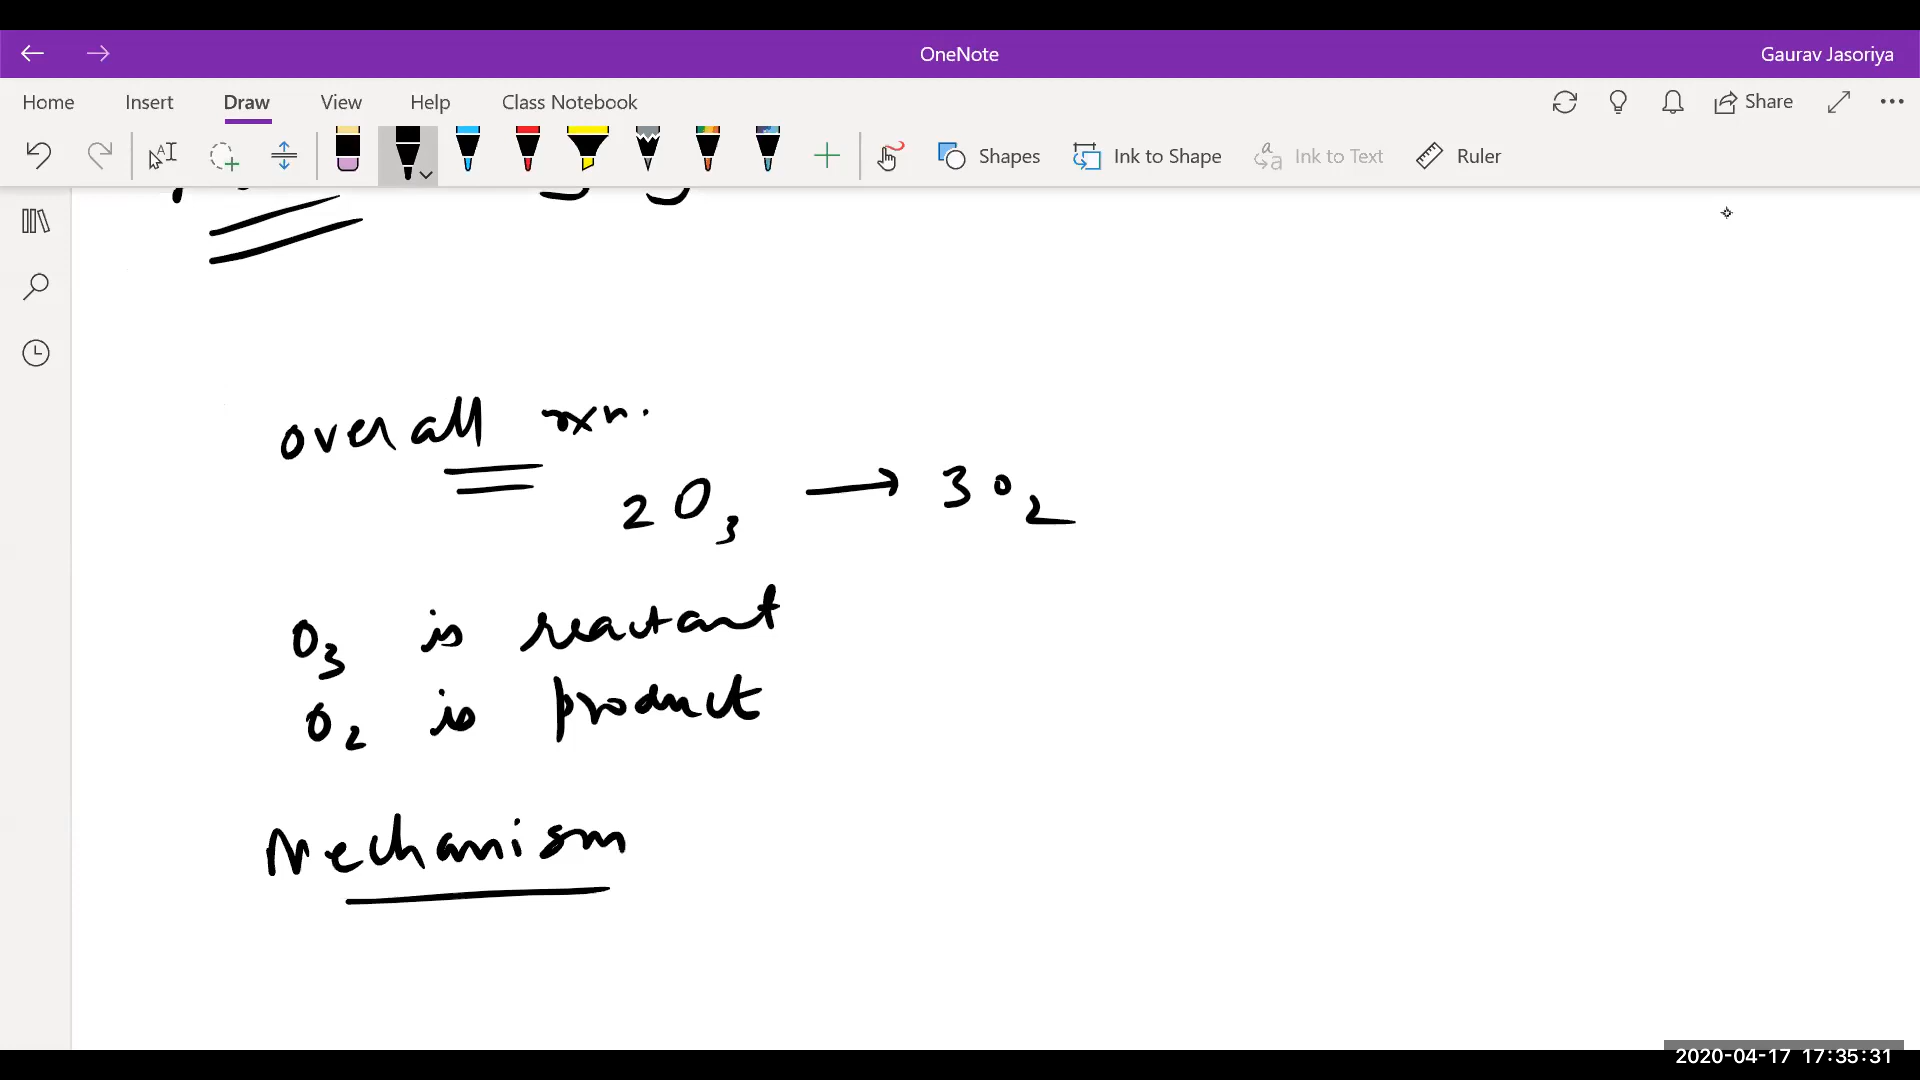 OneNote
Gaurav Jasoriya
Home Insert Draw View Help Class Notebook Share
Shapes Ink to Shape Ink to Text Ruler
overall rxn.
2O₃ → 3O₂
O₃ is reactant
O₂ is product
Mechanism
2020-04-17 17:35:31